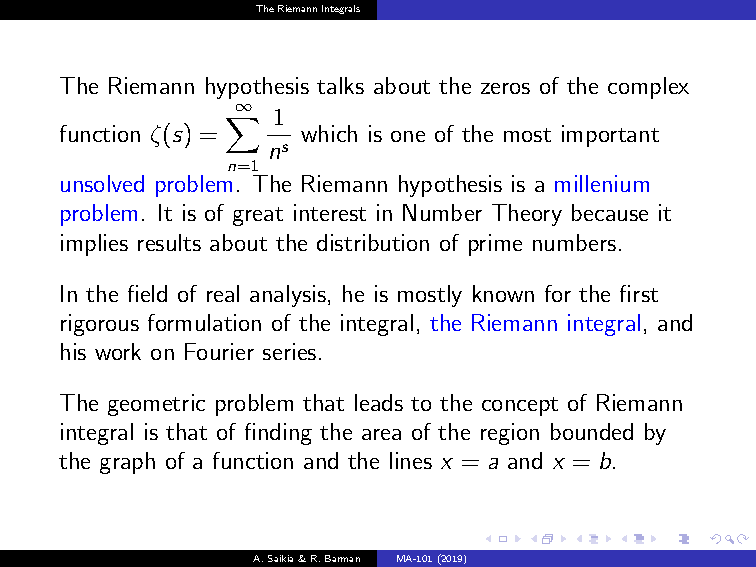 The Riemann Integrals
The Riemann hypothesis talks about the zeros of the complex
function ζ(s) = ∑_{n=1}^{∞} 1/n^s which is one of the most important
unsolved problem. The Riemann hypothesis is a millenium
problem. It is of great interest in Number Theory because it
implies results about the distribution of prime numbers.
In the field of real analysis, he is mostly known for the first
rigorous formulation of the integral, the Riemann integral, and
his work on Fourier series.
The geometric problem that leads to the concept of Riemann
integral is that of finding the area of the region bounded by
the graph of a function and the lines x = a and x = b.
A. Saikia & R. Barman MA-101 (2019)